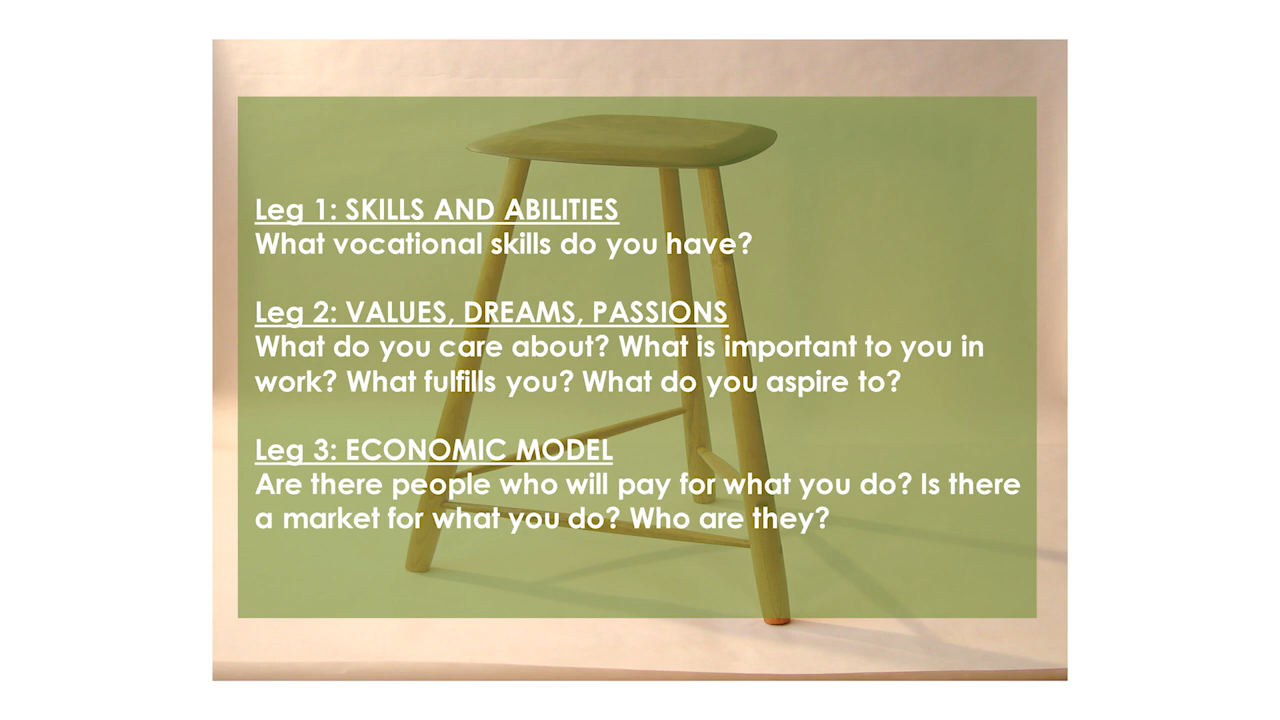 Leg 1: SKILLS AND ABILITIES
What vocational skills do you have?
Leg 2: VALUES, DREAMS, PASSIONS
What do you care about? What is important to you in
work? What fulfills you? What do you aspire to?
Leg 3: ECONOMIC MODEL
Are there people who will pay for what you do? Is there
a market for what you do? Who are they?